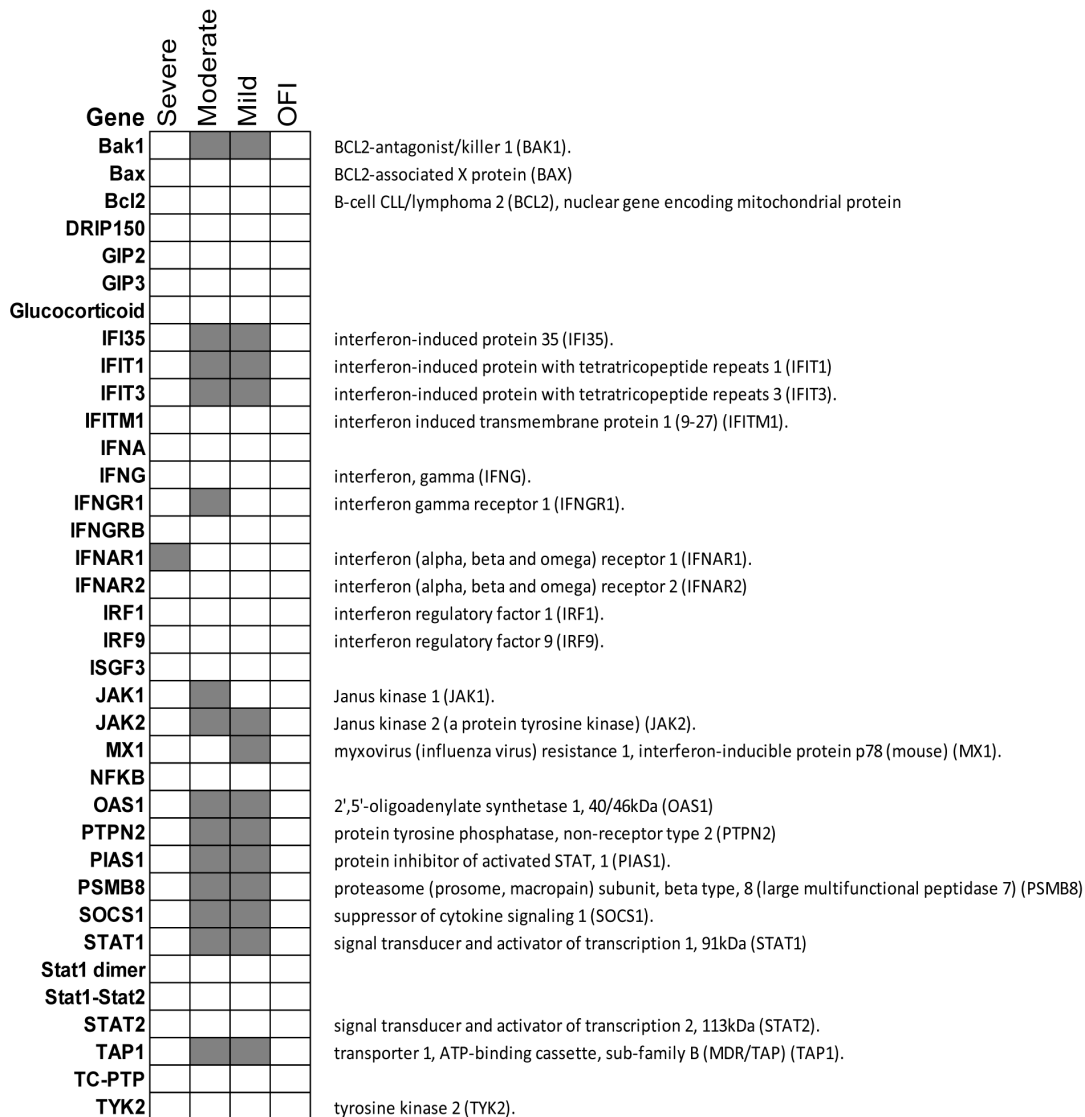 Gene Severe Moderate Mild OFI
Bak1 BCL2-antagonist/killer 1 (BAK1).
Bax BCL2-associated X protein (BAX)
Bcl2 B-cell CLL/lymphoma 2 (BCL2), nuclear gene encoding mitochondrial protein
DRIP150
GIP2
GIP3
Glucocorticoid
IFI35 interferon-induced protein 35 (IFI35).
IFIT1 interferon-induced protein with tetratricopeptide repeats 1 (IFIT1)
IFIT3 interferon-induced protein with tetratricopeptide repeats 3 (IFIT3).
IFITM1 interferon induced transmembrane protein 1 (9-27) (IFITM1).
IFNA
IFNG interferon, gamma (IFNG).
IFNGR1 interferon gamma receptor 1 (IFNGR1).
IFNGRB
IFNAR1 interferon (alpha, beta and omega) receptor 1 (IFNAR1).
IFNAR2 interferon (alpha, beta and omega) receptor 2 (IFNAR2)
IRF1 interferon regulatory factor 1 (IRF1).
IRF9 interferon regulatory factor 9 (IRF9).
ISGF3
JAK1 Janus kinase 1 (JAK1).
JAK2 Janus kinase 2 (a protein tyrosine kinase) (JAK2).
MX1 myxovirus (influenza virus) resistance 1, interferon-inducible protein p78 (mouse) (MX1).
NFKB
OAS1 2',5'-oligoadenylate synthetase 1, 40/46kDa (OAS1)
PTPN2 protein tyrosine phosphatase, non-receptor type 2 (PTPN2)
PIAS1 protein inhibitor of activated STAT, 1 (PIAS1).
PSMB8 proteasome (prosome, macropain) subunit, beta type, 8 (large multifunctional peptidase 7) (PSMB8)
SOCS1 suppressor of cytokine signaling 1 (SOCS1).
STAT1 signal transducer and activator of transcription 1, 91kDa (STAT1)
Stat1 dimer
Stat1-Stat2
STAT2 signal transducer and activator of transcription 2, 113kDa (STAT2).
TAP1 transporter 1, ATP-binding cassette, sub-family B (MDR/TAP) (TAP1).
TC-PTP
TYK2 tyrosine kinase 2 (TYK2).